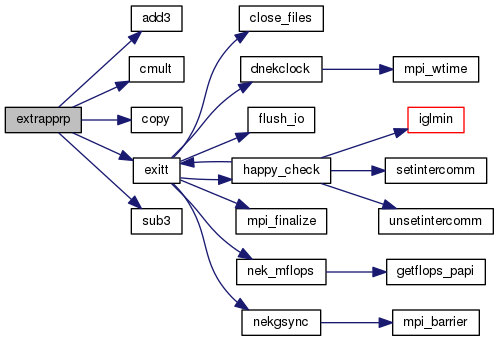 extrapprp
add3
cmult
copy
exitt
sub3
close_files
dnekclock
flush_io
happy_check
mpi_finalize
nek_mflops
nekgsync
mpi_wtime
iglmin
setintercomm
unsetintercomm
getflops_papi
mpi_barrier